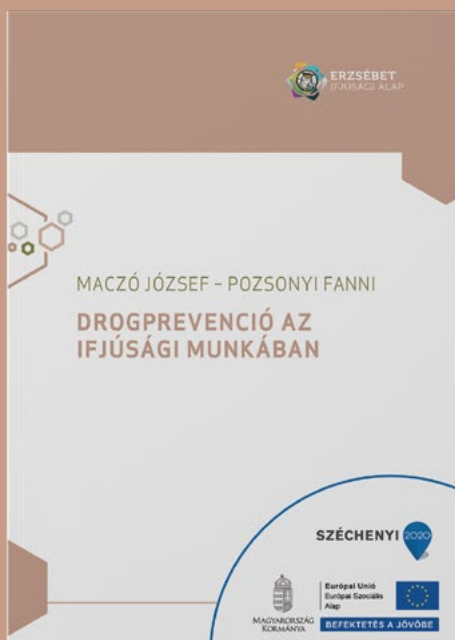 ERZSÉBET
IFJÚSÁGI ALAP
MACZÓ JÓZSEF – POZSONYI FANNI
DROGPREVENCIÓ AZ
IFJÚSÁGI MUNKÁBAN
SZÉCHENYI 2020
MAGYARORSZÁG
KORMÁNYA
Európai Unió
Európai Szociális
Alap
BEFEKTETÉS A JÖVŐBE